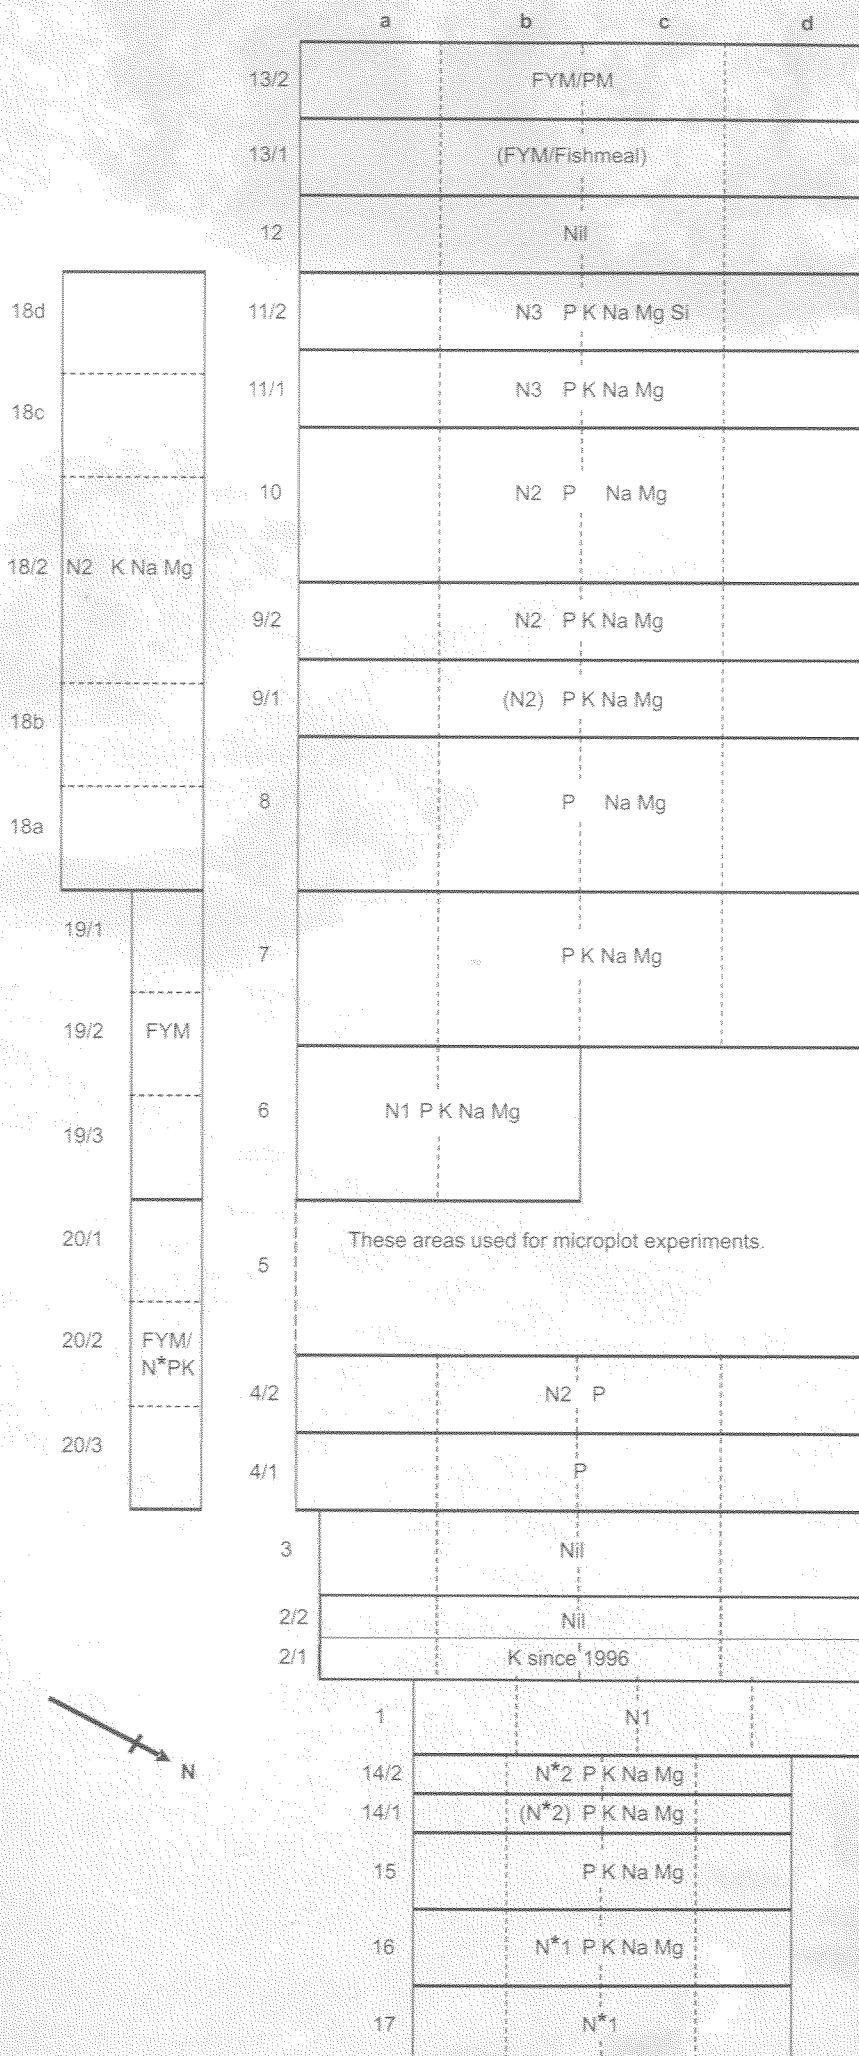 a b c d
13/2 FYM/PM
13/1 (FYM/Fishmeal)
12 Nil
18d
11/2 N3 P K Na Mg Si
11/1 N3 P K Na Mg
18c
10 N2 P Na Mg
18/2 N2 K Na Mg
9/2 N2 P K Na Mg
9/1 (N2) P K Na Mg
18b
8 P Na Mg
18a
19/1
7 P K Na Mg
19/2 FYM
6 N1 P K Na Mg
19/3
20/1
These areas used for microplot experiments.
5
20/2 FYM/
N*PK
4/2 N2 P
20/3
4/1 P
3 Nil
2/2 Nil
2/1 K since 1996
1 N1
N
14/2 N*2 P K Na Mg
14/1 (N*2) P K Na Mg
15 P K Na Mg
16 N*1 P K Na Mg
17 N*1